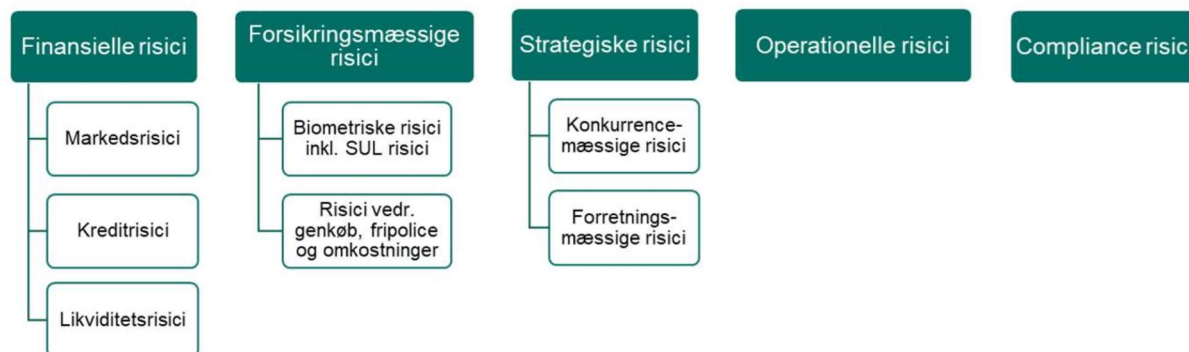 Finansielle risici
Markedsrisici
Kreditrisici
Likviditetsrisici
Forsikringsmæssige
risici
Biometriske risici
inkl. SUL risici
Risici vedr.
genkøb, fripolice
og omkostninger
Strategiske risici
Konkurrence-
mæssige risici
Forretnings-
mæssige risici
Operationelle risici
Compliance risic